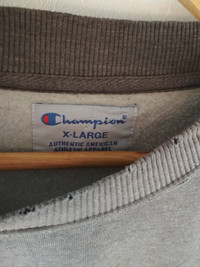 Champion
X-LARGE
AUTHENTIC AMERICAN
ATHLETIC APPAREL